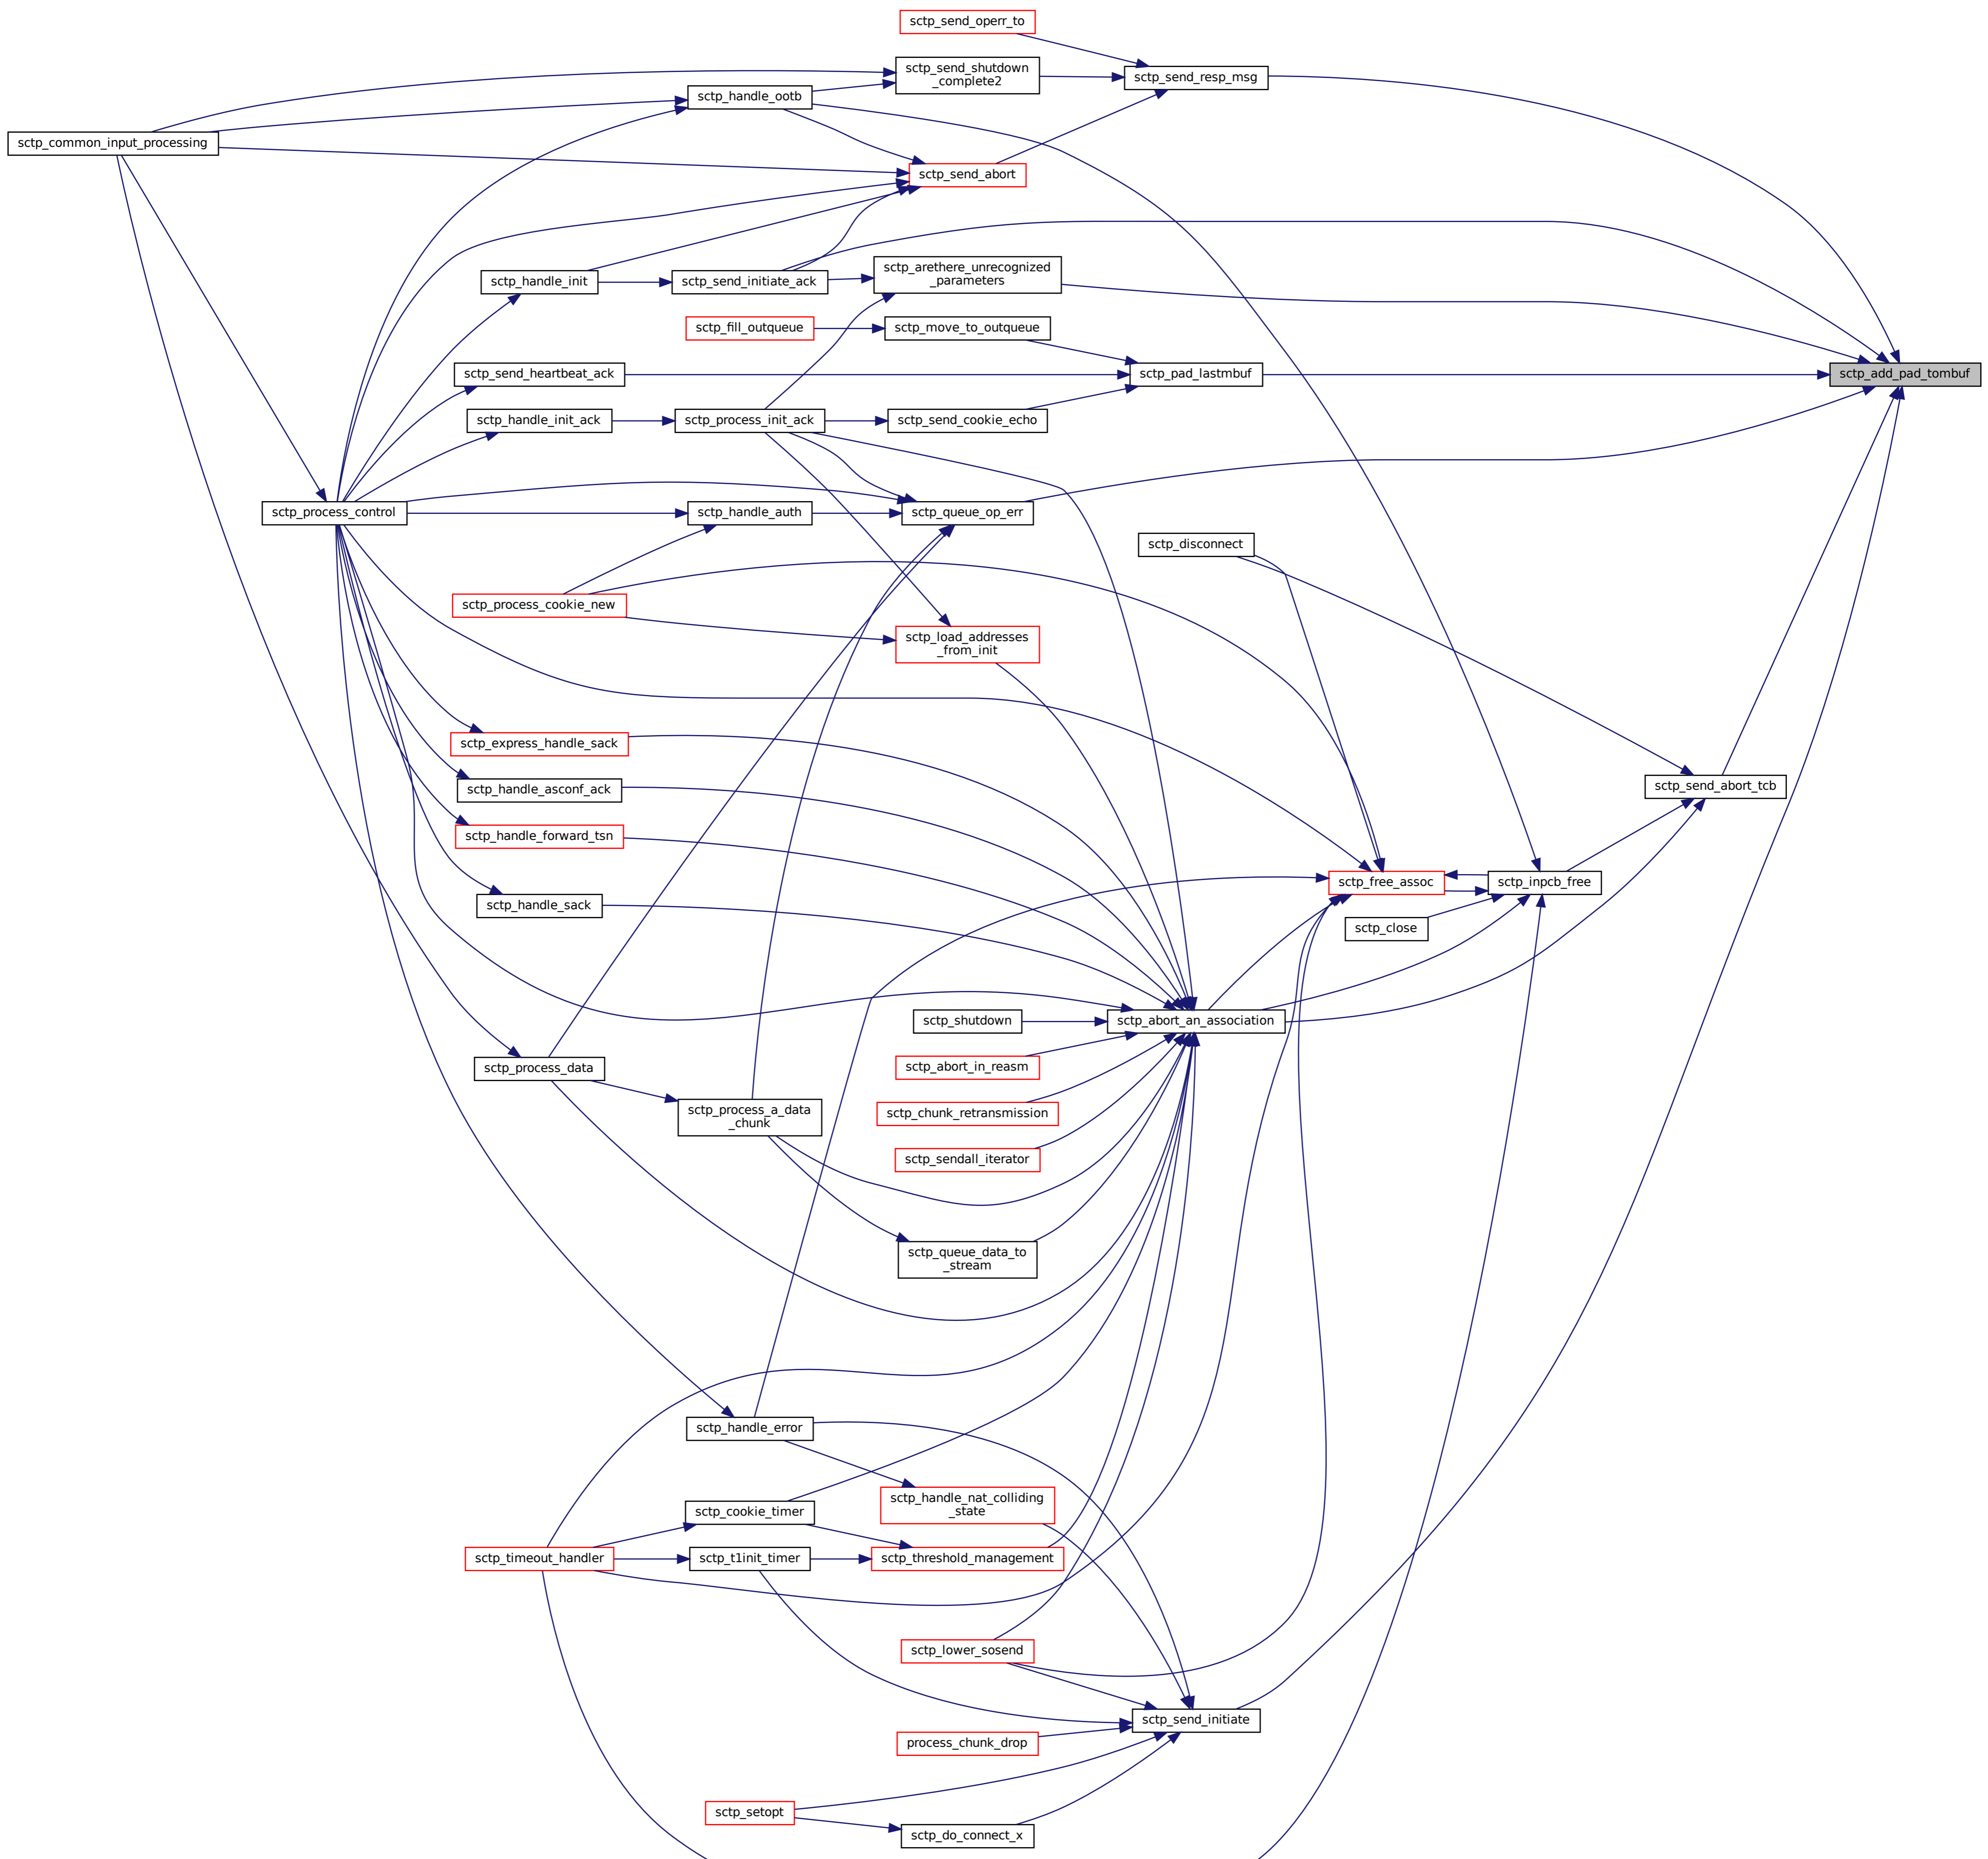 sctp_send_operr_to
sctp_send_shutdown
_complete2
sctp_send_resp_msg
sctp_handle_ootb
sctp_common_input_processing
sctp_send_abort
sctp_arethere_unrecognized
_parameters
sctp_handle_init
sctp_send_initiate_ack
sctp_fill_outqueue
sctp_move_to_outqueue
sctp_send_heartbeat_ack
sctp_pad_lastmbuf
sctp_add_pad_tombuf
sctp_handle_init_ack
sctp_process_init_ack
sctp_send_cookie_echo
sctp_process_control
sctp_handle_auth
sctp_queue_op_err
sctp_disconnect
sctp_process_cookie_new
sctp_load_addresses
_from_init
sctp_express_handle_sack
sctp_handle_asconf_ack
sctp_send_abort_tcb
sctp_handle_forward_tsn
sctp_free_assoc
sctp_inpcb_free
sctp_handle_sack
sctp_close
sctp_shutdown
sctp_abort_an_association
sctp_process_data
sctp_abort_in_reasm
sctp_process_a_data
_chunk
sctp_chunk_retransmission
sctp_sendall_iterator
sctp_queue_data_to
_stream
sctp_handle_error
sctp_handle_nat_colliding
_state
sctp_cookie_timer
sctp_timeout_handler
sctp_t1init_timer
sctp_threshold_management
sctp_lower_sosend
sctp_send_initiate
process_chunk_drop
sctp_setopt
sctp_do_connect_x